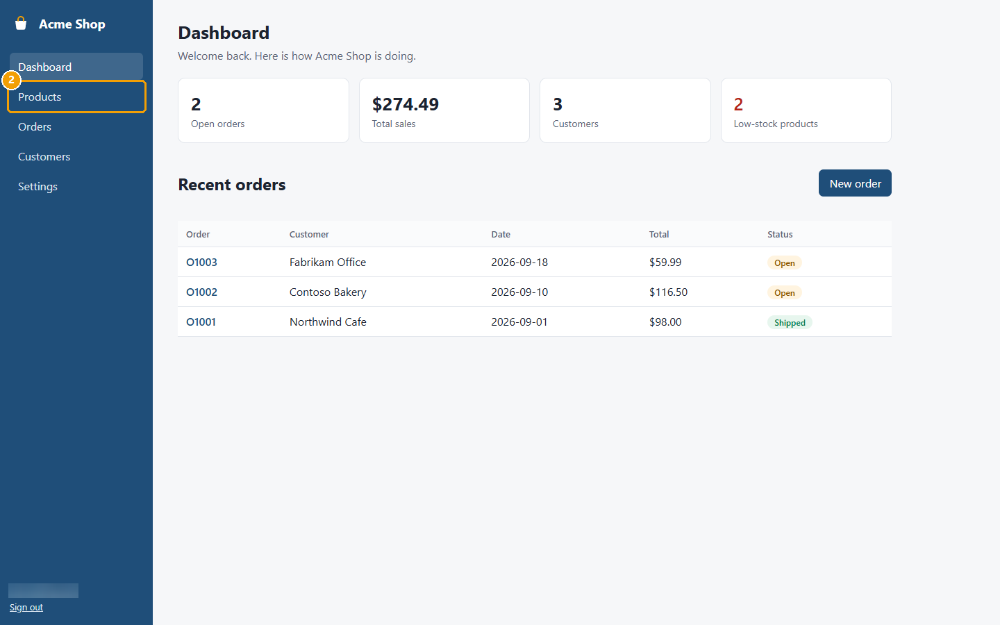 Acme Shop
Dashboard
2
Products
Orders
Customers
Settings
Sign out
Dashboard
Welcome back. Here is how Acme Shop is doing.
2
Open orders
$274.49
Total sales
3
Customers
2
Low-stock products
Recent orders
New order
Order Customer Date Total Status
O1003 Fabrikam Office 2026-09-18 $59.99 Open
O1002 Contoso Bakery 2026-09-10 $116.50 Open
O1001 Northwind Cafe 2026-09-01 $98.00 Shipped